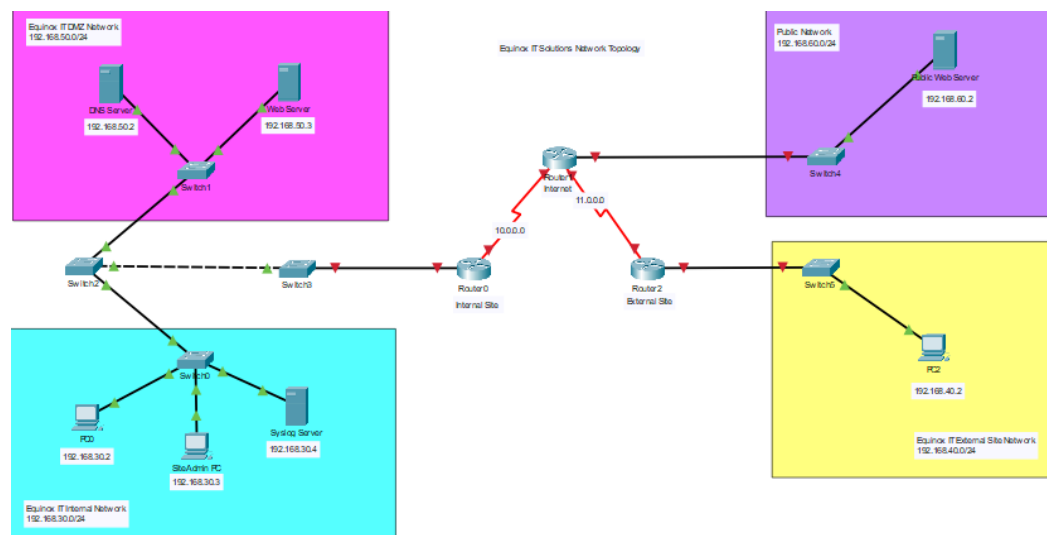 Equinox IT DMZ Network
192.168.50.0/24
DNS Server
192.168.50.2
Web Server
192.168.50.3
Switch1
Equinox IT Solutions Network Topology
Public Network
192.168.60.0/24
Public Web Server
192.168.60.2
Switch4
Router1
Internet
10.0.0.0
11.0.0.0
Switch2
Switch3
Router0
Internal Site
Router2
External Site
Switch5
PC2
192.168.40.2
Equinox IT External Site Network
192.168.40.0/24
Switch0
PC0
192.168.30.2
SiteAdmin PC
192.168.30.3
Syslog Server
192.168.30.4
Equinox IT Internal Network
192.168.30.0/24